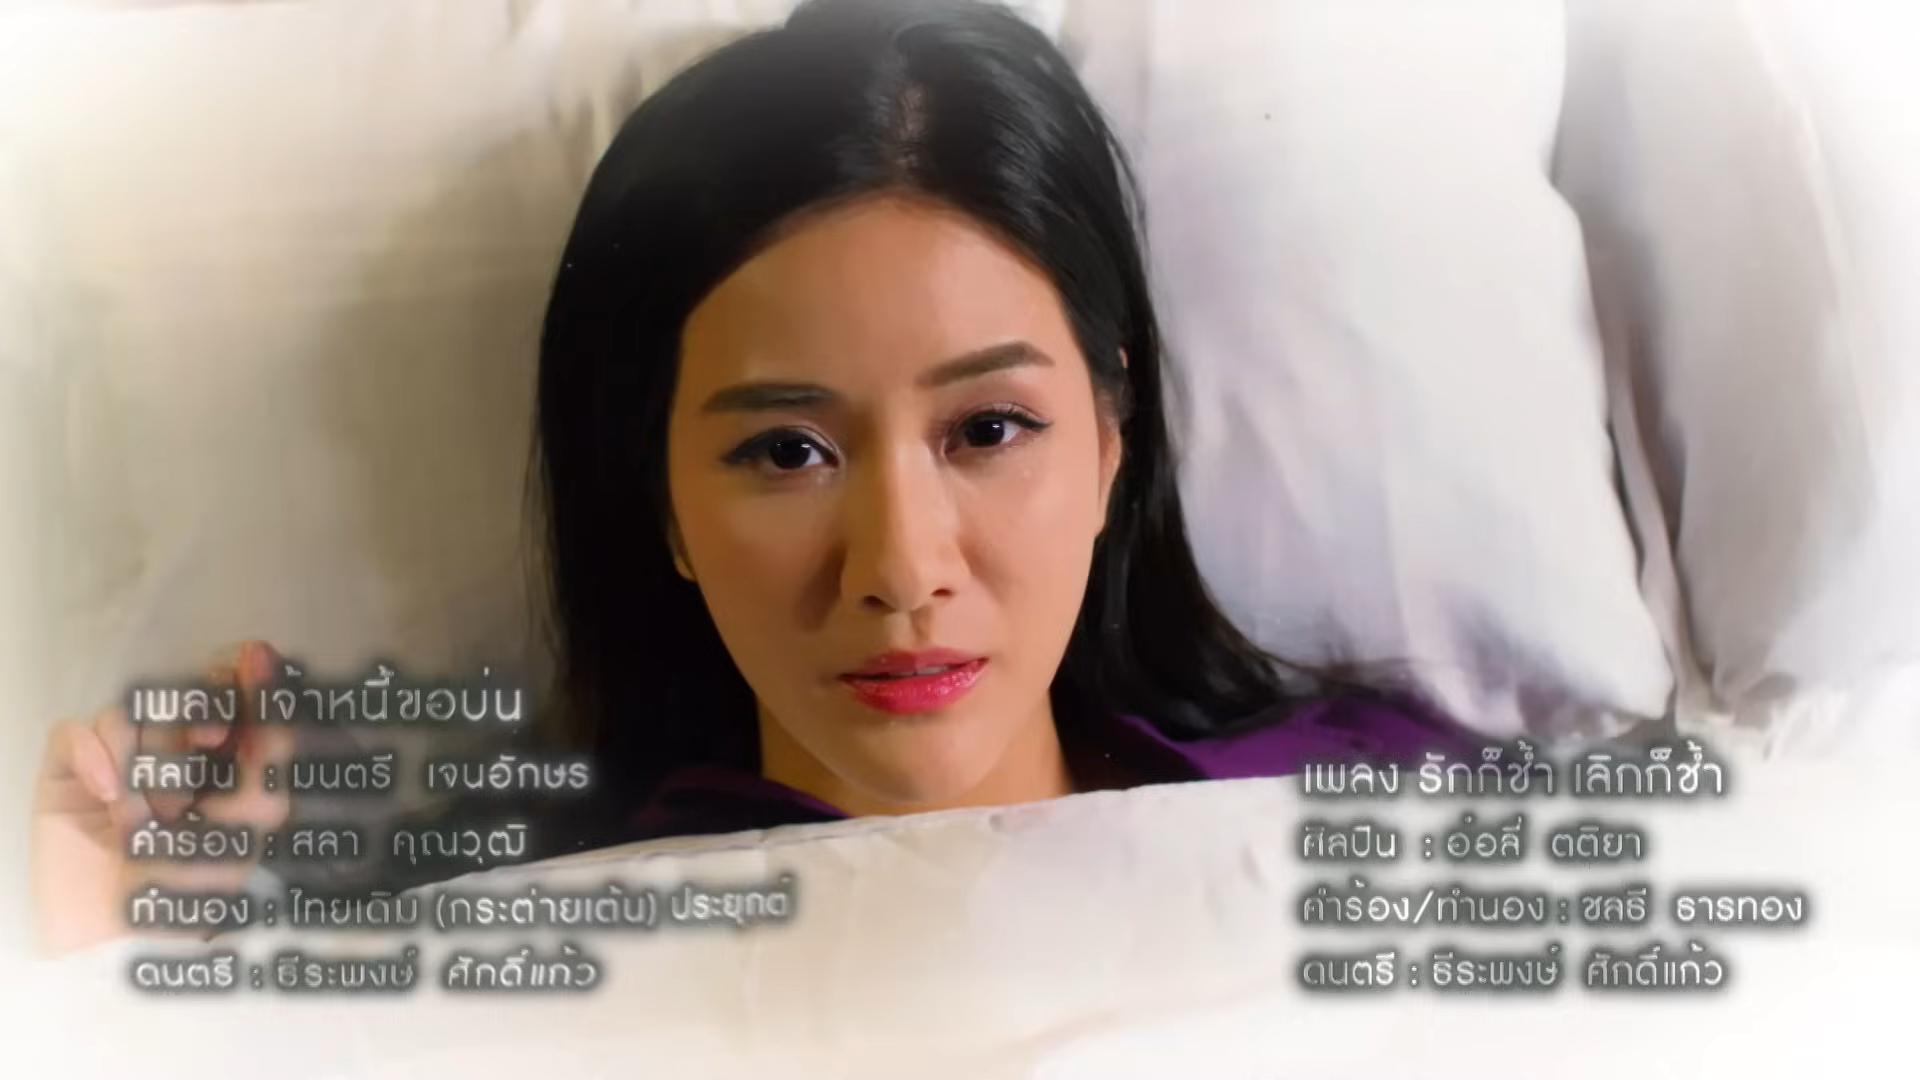 เพลง เจ้าหนี้ขอบ่น
ศิลปิน : มนตรี เจนอักษร
คำร้อง : สลา คุณวุฒิ
ทำนอง : ไทยเดิม (กระต่ายเต้น) ประยุกต์
ดนตรี : ธีระพงษ์ ศักดิ์แก้ว
เพลง รักก็ช้ำ เลิกก็ช้ำ
ศิลปิน : อ๋อลี่ ตติยา
คำร้อง/ทำนอง : ชลธี ธารทอง
ดนตรี : ธีระพงษ์ ศักดิ์แก้ว